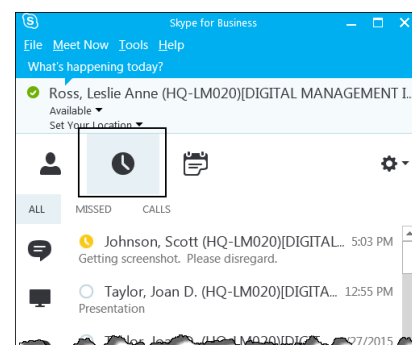 Skype for Business
File Meet Now Tools Help
What's happening today?
Ross, Leslie Anne (HQ-LM020)[DIGITAL MANAGEMENT I...
Available
Set Your Location
ALL MISSED CALLS
Johnson, Scott (HQ-LM020)[DIGITAL... 5:03 PM
Getting screenshot. Please disregard.
Taylor, Joan D. (HQ-LM020)[DIGITA... 12:55 PM
Presentation